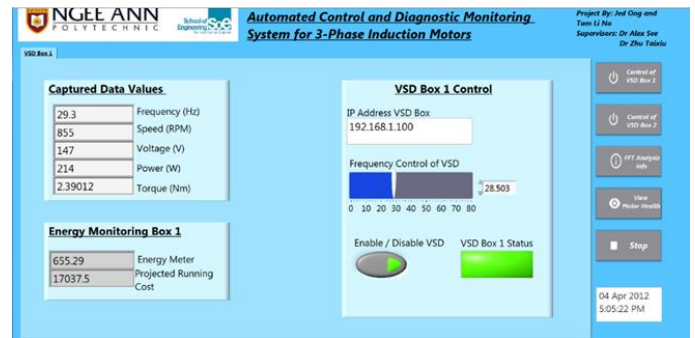 NGEE ANN
POLYTECHNIC
School of
Engineering
SoE
Automated Control and Diagnostic Monitoring
System for 3-Phase Induction Motors
Project By: Jed Ong and
Tam Li Na
Supervisors: Dr Alex See
Dr Zhu Taixiu
VSD Box 1
Captured Data Values
29.3 Frequency (Hz)
855 Speed (RPM)
147 Voltage (V)
214 Power (W)
2.39012 Torque (Nm)
Energy Monitoring Box 1
655.29 Energy Meter
17037.5 Projected Running
Cost
VSD Box 1 Control
IP Address VSD Box
192.168.1.100
Frequency Control of VSD
28.503
0 10 20 30 40 50 60 70 80
Enable / Disable VSD VSD Box 1 Status
Control of
VSD Box 1
Control of
VSD Box 2
FFT Analysis
Info
View
Motor Health
Stop
04 Apr 2012
5:05:22 PM